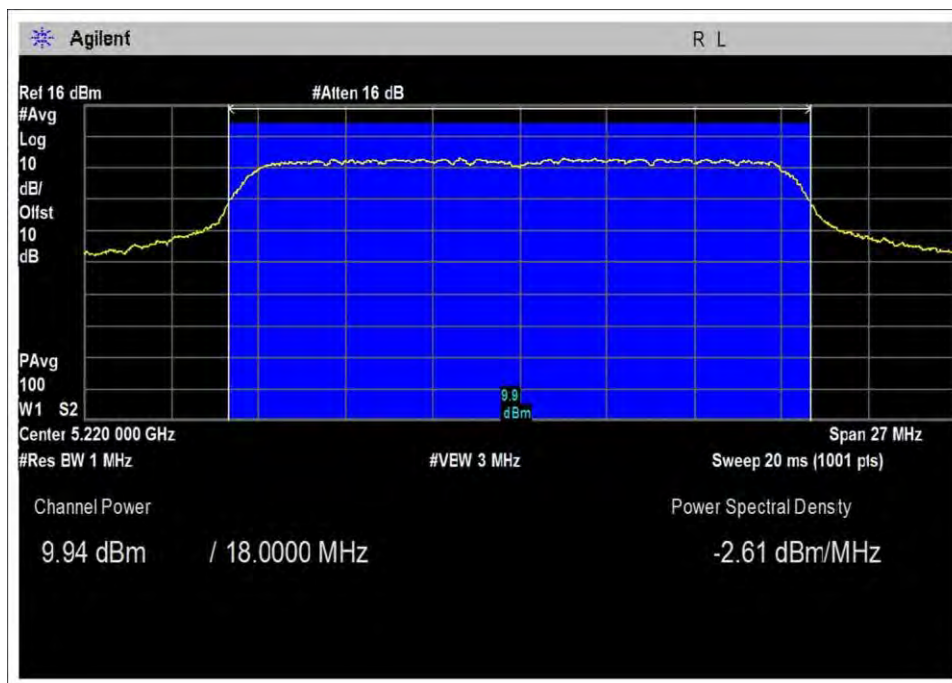 Agilent
R L
Ref 16 dBm
#Atten 16 dB
#Avg
Log
10
dB/
Offst
10
dB
PAvg
100
W1 S2
9.9
dBm
Center 5.220 000 GHz
Span 27 MHz
#Res BW 1 MHz
#VEW 3 MHz
Sweep 20 ms (1001 pts)
Channel Power
Power Spectral Density
9.94 dBm / 18.0000 MHz
-2.61 dBm/MHz